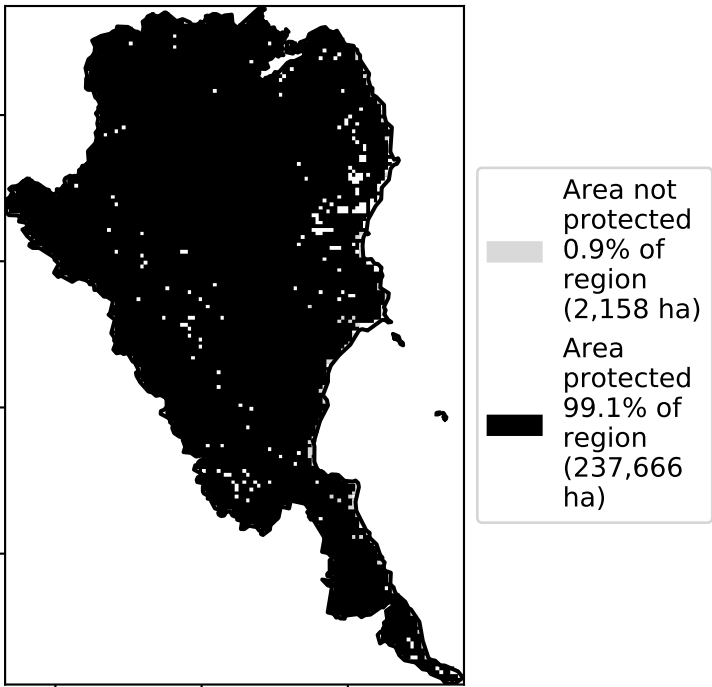 Area not
protected
0.9% of
region
(2,158 ha)
Area
protected
99.1% of
region
(237,666
ha)